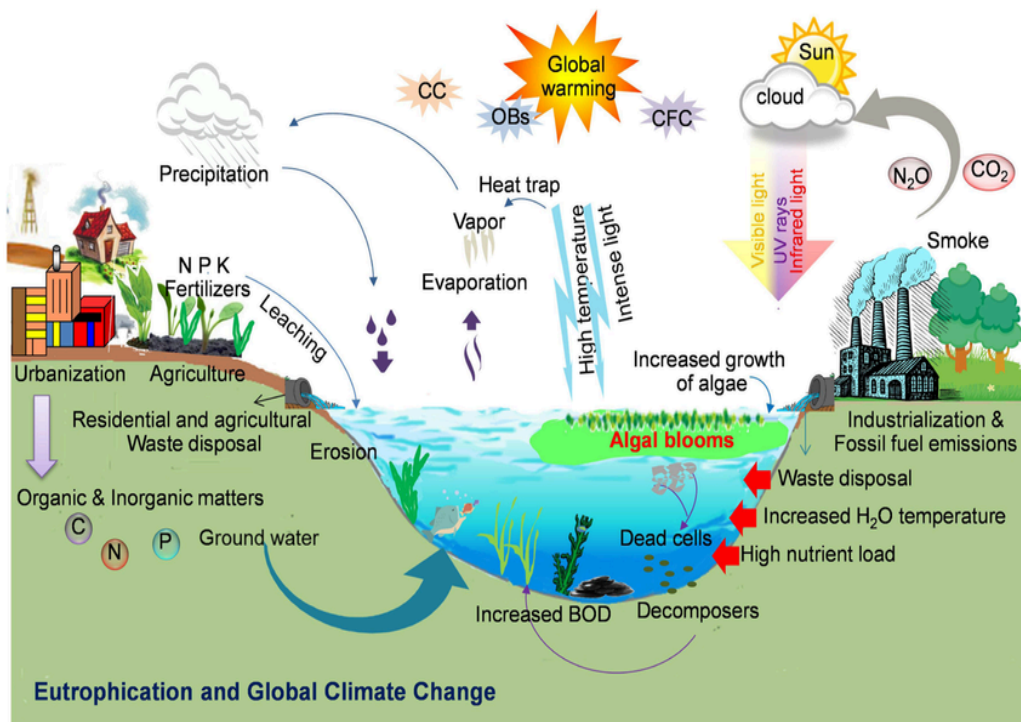 Global
warming
Sun
CC
OBs
CFC
cloud
Precipitation
Heat trap
N2O
CO2
Vapor
Visible light
UV rays
Infrared light
Smoke
High temperature
Intense light
N P K
Fertilizers
Evaporation
Leaching
Increased growth
of algae
Urbanization
Agriculture
Residential and agricultural
Waste disposal
Erosion
Algal blooms
Industrialization &
Fossil fuel emissions
Waste disposal
Organic & Inorganic matters
C
N
P
Ground water
Increased H2O temperature
Dead cells
High nutrient load
Increased BOD
Decomposers
Eutrophication and Global Climate Change